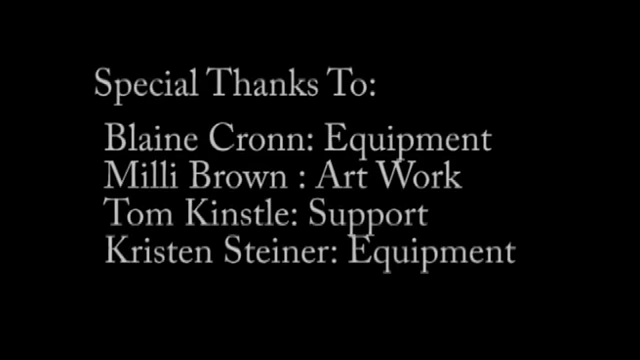 Special Thanks To:
Blaine Cronn: Equipment
Milli Brown : Art Work
Tom Kinstle: Support
Kristen Steiner: Equipment